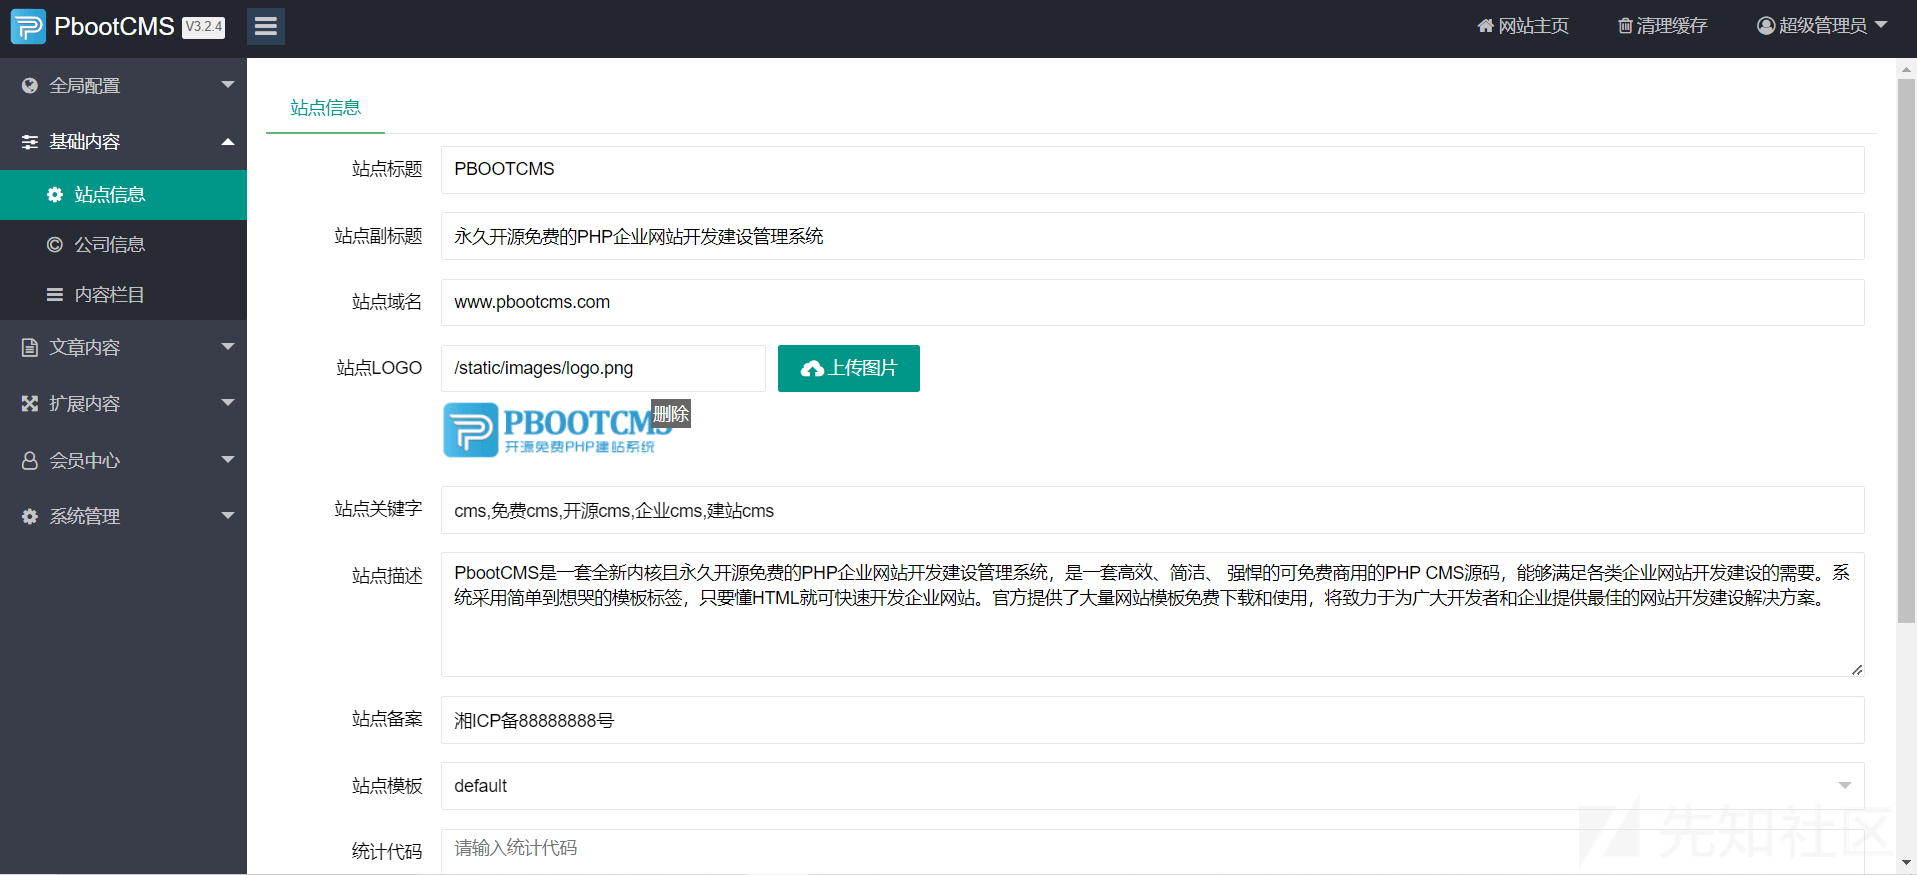 PbootCMS V3.2.4
网站主页
清理缓存
超级管理员
全局配置
基础内容
站点信息
公司信息
内容栏目
文章内容
扩展内容
会员中心
系统管理
站点信息
站点标题
PBOOTCMS
站点副标题
永久开源免费的PHP企业网站开发建设管理系统
站点域名
www.pbootcms.com
站点LOGO
/static/images/logo.png
上传图片
PBOOTCMS
删除
开源免费PHP建站系统
站点关键字
cms,免费cms,开源cms,企业cms,建站cms
站点描述
PbootCMS是一套全新内核且永久开源免费的PHP企业网站开发建设管理系统，是一套高效、简洁、 强悍的可免费商用的PHP CMS源码，能够满足各类企业网站开发建设的需要。系
统采用简单到想哭的模板标签，只要懂HTML就可快速开发企业网站。官方提供了大量网站模板免费下载和使用，将致力于为广大开发者和企业提供最佳的网站开发建设解决方案。
站点备案
湘ICP备88888888号
站点模板
default
统计代码
请输入统计代码
先知社区